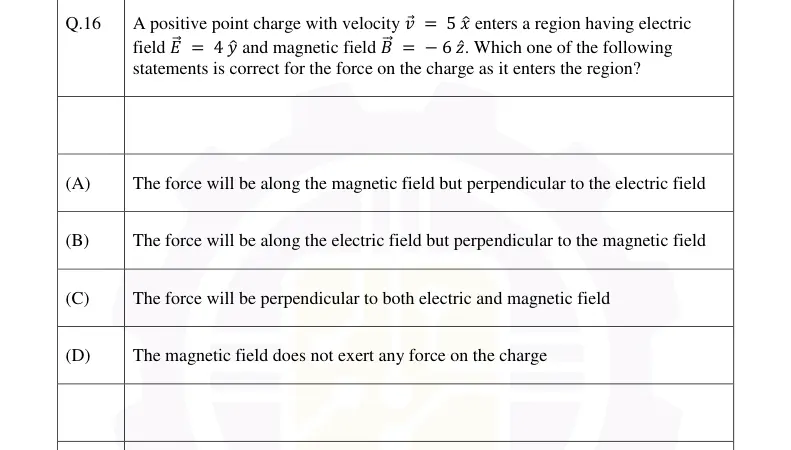 Q.16 A positive point charge with velocity v⃗ = 5 x̂ enters a region having electric
field E⃗ = 4 ŷ and magnetic field B⃗ = − 6 ẑ. Which one of the following
statements is correct for the force on the charge as it enters the region?
(A) The force will be along the magnetic field but perpendicular to the electric field
(B) The force will be along the electric field but perpendicular to the magnetic field
(C) The force will be perpendicular to both electric and magnetic field
(D) The magnetic field does not exert any force on the charge